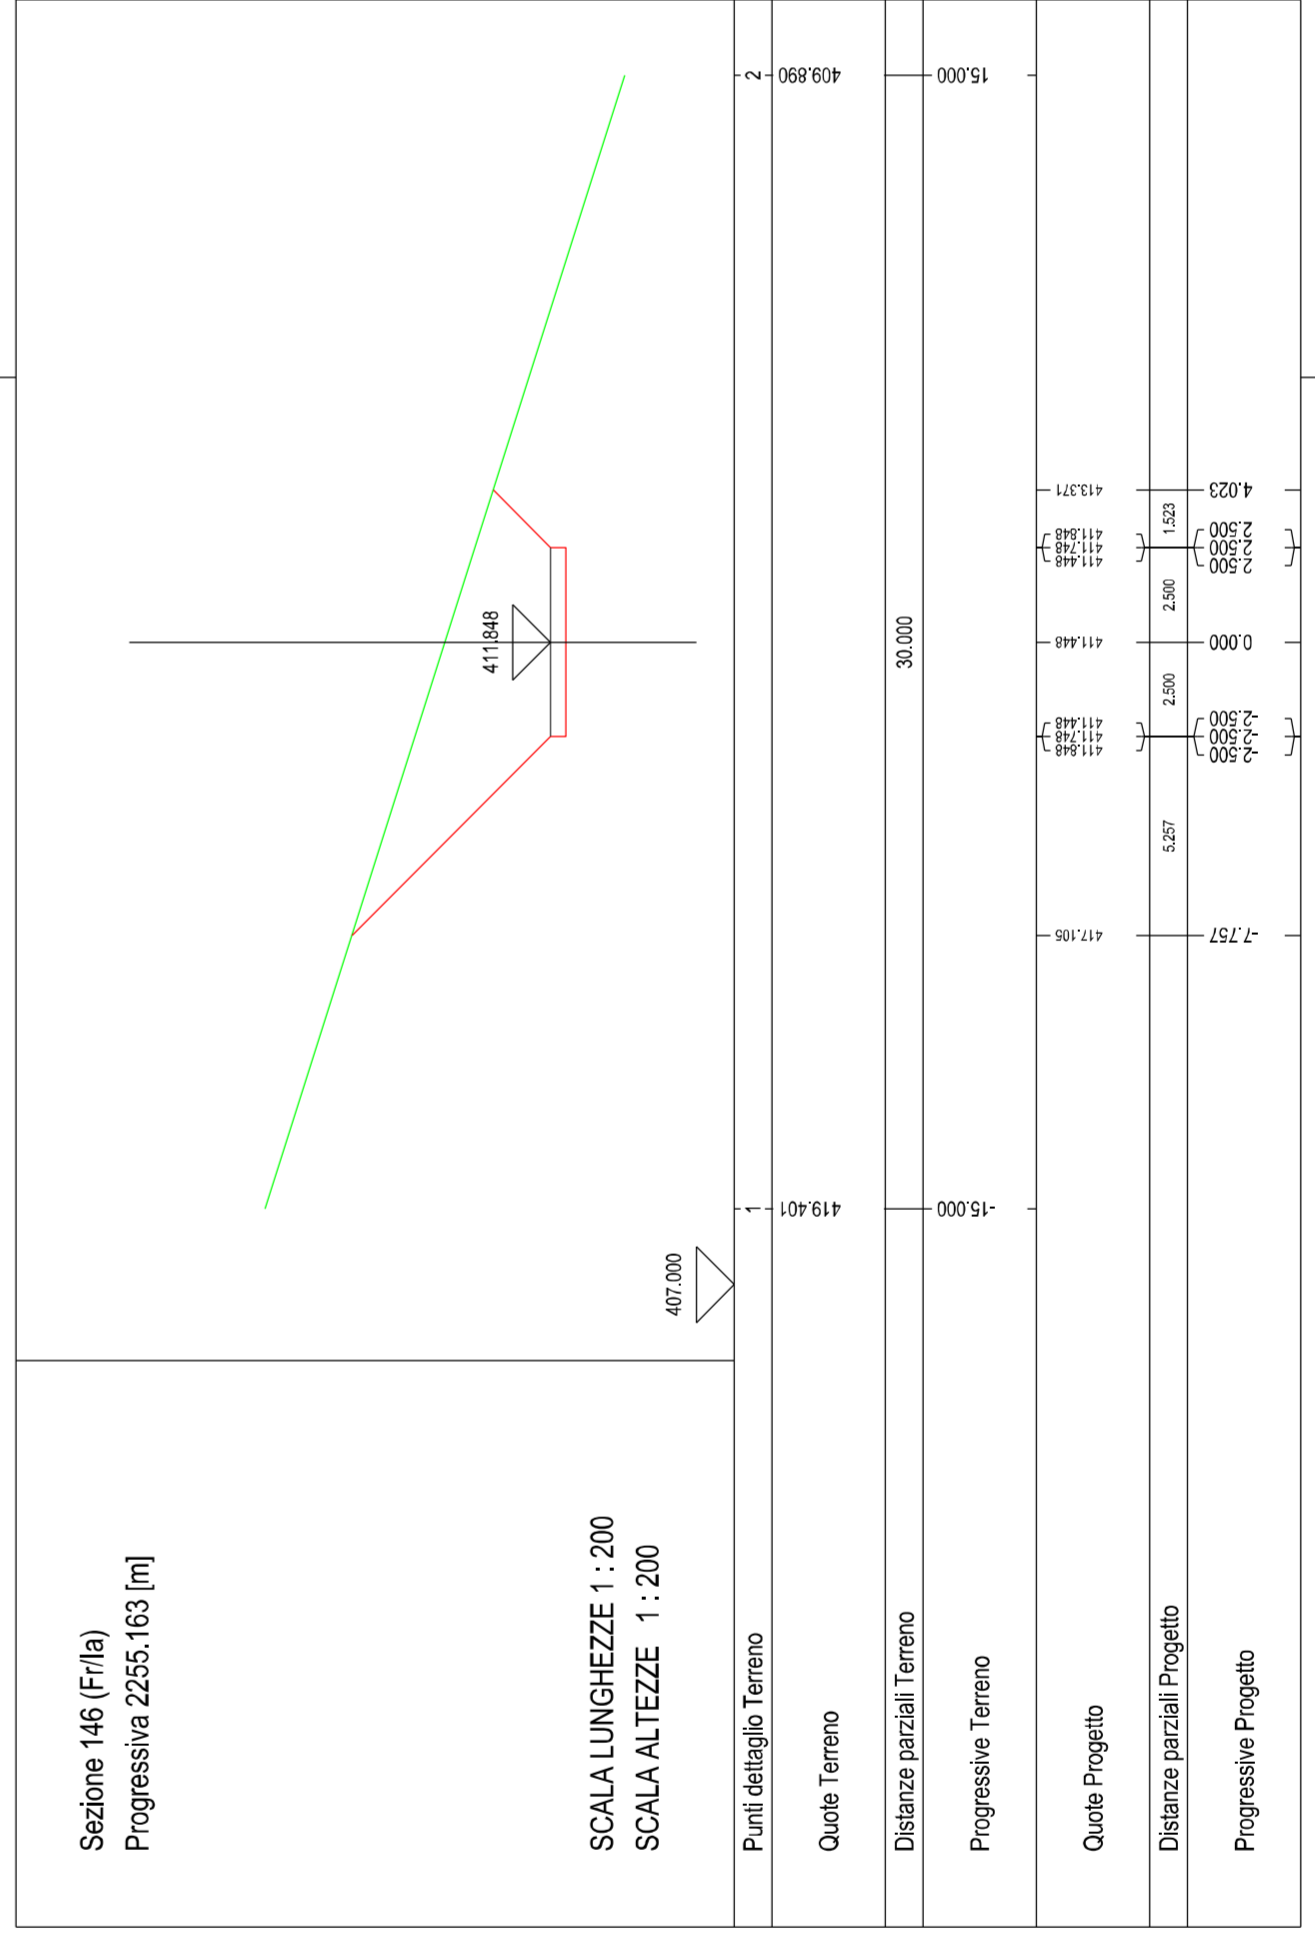 Sezione 146 (Fr/Ia)
Progressiva 2255.163 [m]
SCALA LUNGHEZZE 1 : 200
SCALA ALTEZZE 1 : 200
407.000
411.848
Punti dettaglio Terreno
1
2
Quote Terreno
419.401
409.890
Distanze parziali Terreno
30.000
Progressive Terreno
-15.000
15.000
Quote Progetto
417.105
411.848
411.748
411.448
411.448
411.448
411.748
411.848
413.371
Distanze parziali Progetto
5.257
2.500
2.500
1.523
Progressive Progetto
-7.757
-2.500
-2.500
-2.500
0.000
2.500
2.500
2.500
4.023